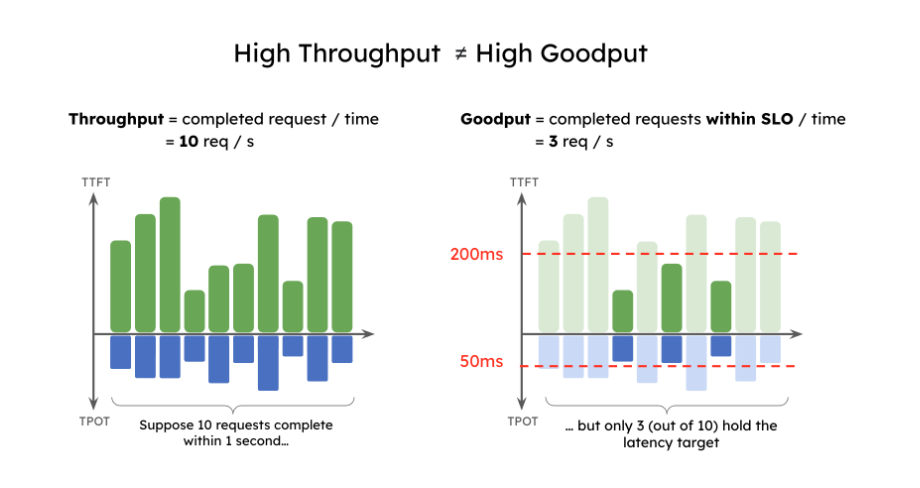 High Throughput ≠ High Goodput
Throughput = completed request / time
= 10 req / s
Goodput = completed requests within SLO / time
= 3 req / s
TTFT
TPOT
Suppose 10 requests complete
within 1 second...
TTFT
200ms
50ms
TPOT
... but only 3 (out of 10) hold the
latency target